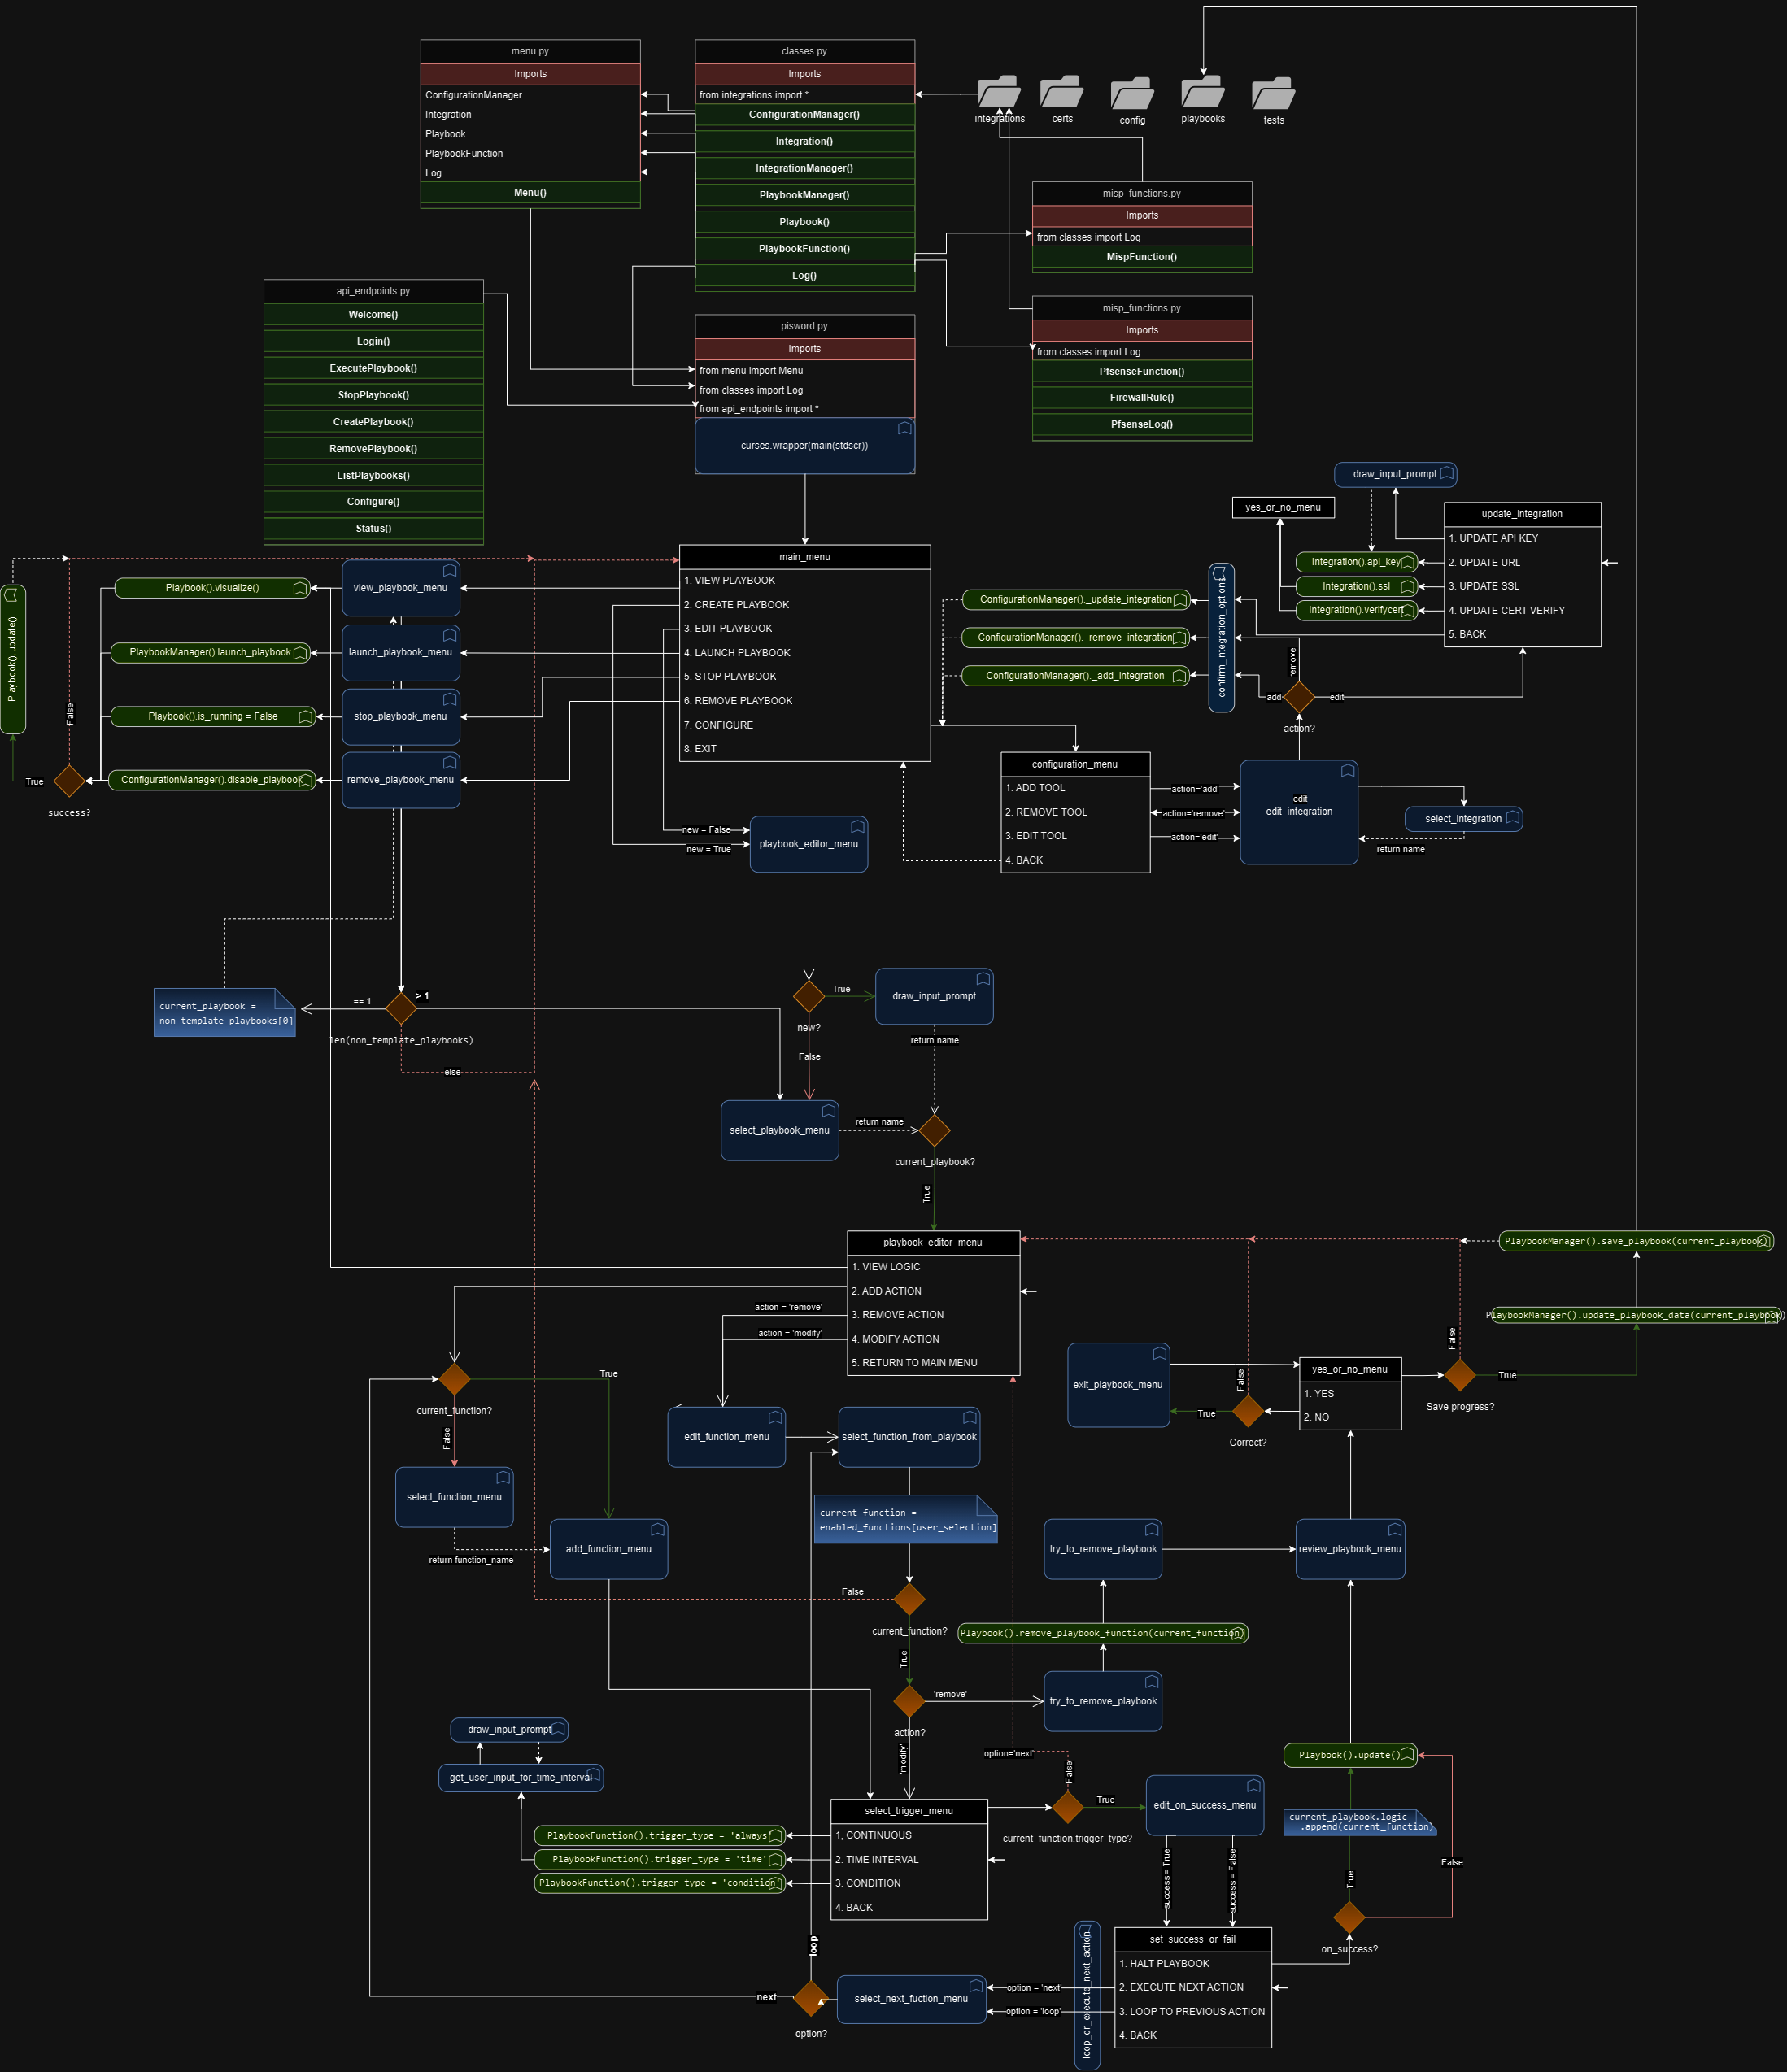 menu.py
Imports
ConfigurationManager
Integration
Playbook
PlaybookFunction
Log
Menu()
classes.py
Imports
from integrations import *
ConfigurationManager()
Integration()
IntegrationManager()
PlaybookManager()
Playbook()
PlaybookFunction()
Log()
integrations
certs
config
playbooks
tests
misp_functions.py
Imports
from classes import Log
MispFunction()
misp_functions.py
Imports
from classes import Log
PfsenseFunction()
FirewallRule()
PfsenseLog()
api_endpoints.py
Welcome()
Login()
ExecutePlaybook()
StopPlaybook()
CreatePlaybook()
RemovePlaybook()
ListPlaybooks()
Configure()
Status()
pisword.py
Imports
from menu import Menu
from classes import Log
from api_endpoints import *
curses.wrapper(main(stdscr))
draw_input_prompt
yes_or_no_menu
update_integration
1. UPDATE API KEY
2. UPDATE URL
3. UPDATE SSL
4. UPDATE CERT VERIFY
5. BACK
Integration().api_key
Integration().ssl
Integration().verifycert
main_menu
1. VIEW PLAYBOOK
2. CREATE PLAYBOOK
3. EDIT PLAYBOOK
4. LAUNCH PLAYBOOK
5. STOP PLAYBOOK
6. REMOVE PLAYBOOK
7. CONFIGURE
8. EXIT
view_playbook_menu
launch_playbook_menu
stop_playbook_menu
remove_playbook_menu
Playbook().visualize()
PlaybookManager().launch_playbook
Playbook().is_running = False
ConfigurationManager().disable_playbook
Playbook().update()
False
True
success?
ConfigurationManager()._update_integration
ConfigurationManager()._remove_integration
ConfigurationManager()._add_integration
confirm_integration_options
remove
add
edit
action?
configuration_menu
1. ADD TOOL
2. REMOVE TOOL
3. EDIT TOOL
4. BACK
action='add
action='remove'
action='edit'
edit
edit_integration
select_integration
return name
new = False
new = True
playbook_editor_menu
current_playbook =
non_template_playbooks[0]
== 1
> 1
len(non_template_playbooks)
else
new?
True
False
draw_input_prompt
return name
select_playbook_menu
return name
current_playbook?
True
playbook_editor_menu
1. VIEW LOGIC
2. ADD ACTION
3. REMOVE ACTION
4. MODIFY ACTION
5. RETURN TO MAIN MENU
action = 'remove'
action = 'modify'
PlaybookManager().save_playbook(current_playbook)
PlaybookManager().update_playbook_data(current_playbook)
False
True
Save progress?
yes_or_no_menu
1. YES
2. NO
exit_playbook_menu
False
True
Correct?
current_function?
True
False
select_function_menu
return function_name
add_function_menu
edit_function_menu
select_function_from_playbook
current_function =
enabled_functions[user_selection]
False
current_function?
True
try_to_remove_playbook
review_playbook_menu
Playbook().remove_playbook_function(current_function)
try_to_remove_playbook
'remove'
action?
'modify'
draw_input_prompt
get_user_input_for_time_interval
option='next'
False
True
current_function.trigger_type?
select_trigger_menu
1, CONTINUOUS
2. TIME INTERVAL
3. CONDITION
4. BACK
PlaybookFunction().trigger_type = 'always'
PlaybookFunction().trigger_type = 'time'
PlaybookFunction().trigger_type = 'condition'
edit_on_success_menu
success = True
success = False
Playbook().update()
current_playbook.logic
.append(current_function)
True
False
on_success?
set_success_or_fail
1. HALT PLAYBOOK
2. EXECUTE NEXT ACTION
3. LOOP TO PREVIOUS ACTION
4. BACK
loop_or_execute_next_action
option = 'next'
option = 'loop'
select_next_fuction_menu
loop
next
option?